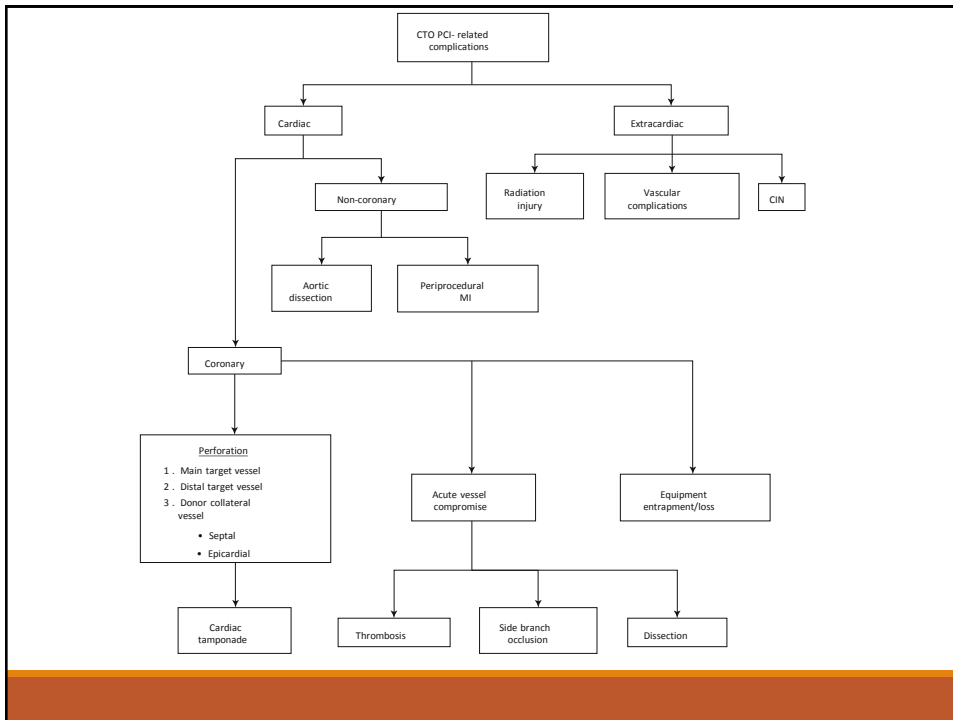 CTO PCI- related
complications
Cardiac
Extracardiac
Radiation
injury
Vascular
complications
CIN
Non-coronary
Aortic
dissection
Periprocedural
MI
Coronary
Perforation
1 . Main target vessel
2 . Distal target vessel
3 . Donor collateral
vessel
• Septal
• Epicardial
Acute vessel
compromise
Equipment
entrapment/loss
Cardiac
tamponade
Thrombosis
Side branch
occlusion
Dissection